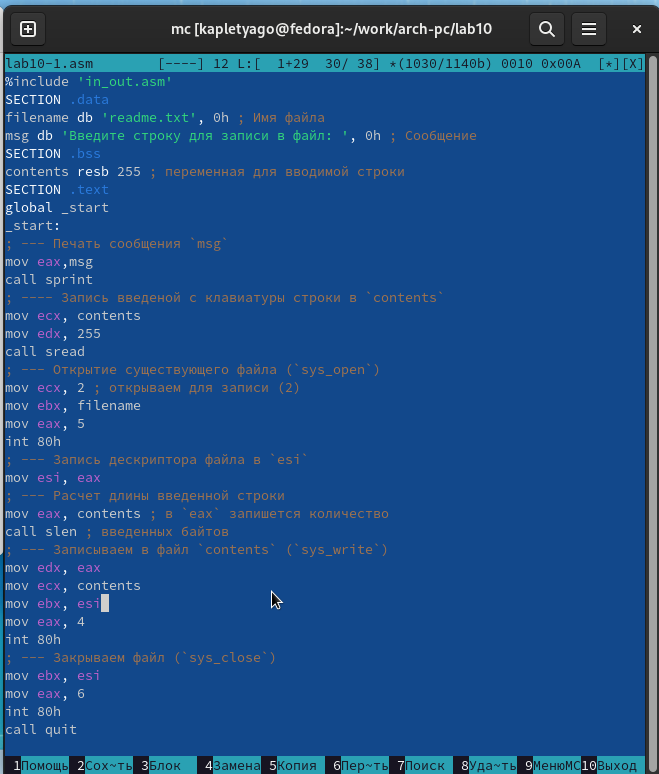 mc [kapletyago@fedora]:~/work/arch-pc/lab10
lab10-1.asm [----] 12 L:[ 1+29 30/ 38] *(1030/1140b) 0010 0x00A [*][X]
%include 'in_out.asm'
SECTION .data
filename db 'readme.txt', 0h ; Имя файла
msg db 'Введите строку для записи в файл: ', 0h ; Сообщение
SECTION .bss
contents resb 255 ; переменная для вводимой строки
SECTION .text
global _start
_start:
; --- Печать сообщения `msg`
mov eax,msg
call sprint
; ---- Запись введеной с клавиатуры строки в `contents`
mov ecx, contents
mov edx, 255
call sread
; --- Открытие существующего файла (`sys_open`)
mov ecx, 2 ; открываем для записи (2)
mov ebx, filename
mov eax, 5
int 80h
; --- Запись дескриптора файла в `esi`
mov esi, eax
; --- Расчет длины введенной строки
mov eax, contents ; в `eax` запишется количество
call slen ; введенных байтов
; --- Записываем в файл `contents` (`sys_write`)
mov edx, eax
mov ecx, contents
mov ebx, esi
mov eax, 4
int 80h
; --- Закрываем файл (`sys_close`)
mov ebx, esi
mov eax, 6
int 80h
call quit
1Помощь 2Сох~ть 3Блок 4Замена 5Копия 6Пер~ть 7Поиск 8Уда~ть 9МенюMC 10Выход